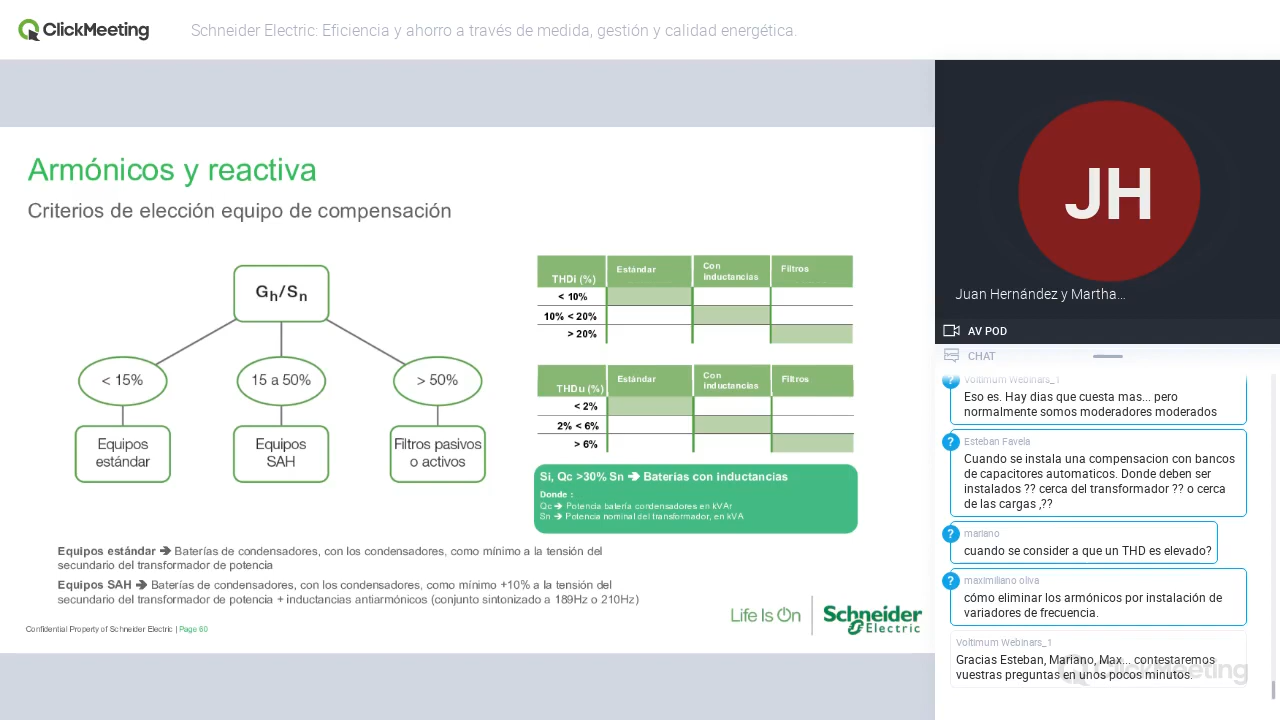 ClickMeeting
Schneider Electric: Eficiencia y ahorro a través de medida, gestión y calidad energética.
Armónicos y reactiva
Criterios de elección equipo de compensación
Gh/Sn
< 15%
15 a 50%
> 50%
Equipos
estándar
Equipos
SAH
Filtros pasivos
o activos
THDi (%)
Estándar
Con
inductancias
Filtros
< 10%
10% < 20%
> 20%
THDu (%)
Estándar
Con
inductancias
Filtros
< 2%
2% < 6%
> 6%
Si, Qc >30% Sn ➔ Baterías con inductancias
Donde :
Qc ➔ Potencia batería condensadores en kVAr
Sn ➔ Potencia nominal del transformador, en kVA
Equipos estándar ➔ Baterías de condensadores, con los condensadores, como mínimo a la tensión del
secundario del transformador de potencia
Equipos SAH ➔ Baterías de condensadores, con los condensadores, como mínimo +10% a la tensión del
secundario del transformador de potencia + inductancias antiarmónicos (conjunto sintonizado a 189Hz o 210Hz)
Confidential Property of Schneider Electric | Page 60
Life Is On
Schneider
Electric
JH
Juan Hernández y Martha...
AV POD
CHAT
Voltimum Webinars_1
Eso es. Hay dias que cuesta mas... pero
normalmente somos moderadores moderados
Esteban Favela
Cuando se instala una compensacion con bancos
de capacitores automaticos. Donde deben ser
instalados ?? cerca del transformador ?? o cerca
de las cargas ,??
mariano
cuando se consider a que un THD es elevado?
maximiliano oliva
cómo eliminar los armónicos por instalación de
variadores de frecuencia.
Voltimum Webinars_1
Gracias Esteban, Mariano, Max... contestaremos
vuestras preguntas en unos pocos minutos.
ClickMeeting